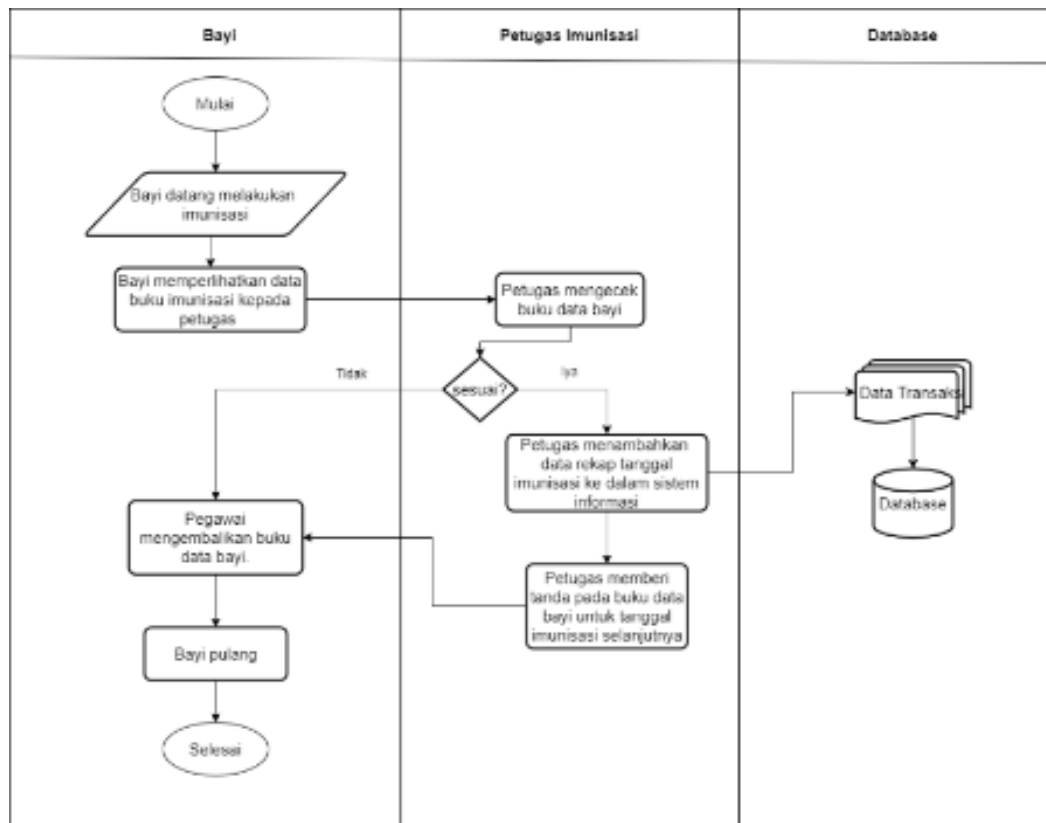 Bayi
Petugas Imunisasi
Database
Mulai
Bayi datang melakukan
imunisasi
Bayi memperlihatkan data
buku imunisasi kepada
petugas
Petugas mengecek
buku data bayi
sesuai?
Tidak
Iya
Petugas menambahkan
data rekap tanggal
imunisasi ke dalam sistem
informasi
Data Transaks
Database
Petugas memberi
tanda pada buku data
bayi untuk tanggal
imunisasi selanjutnya
Pegawai
mengembalikan buku
data bayi.
Bayi pulang
Selesai